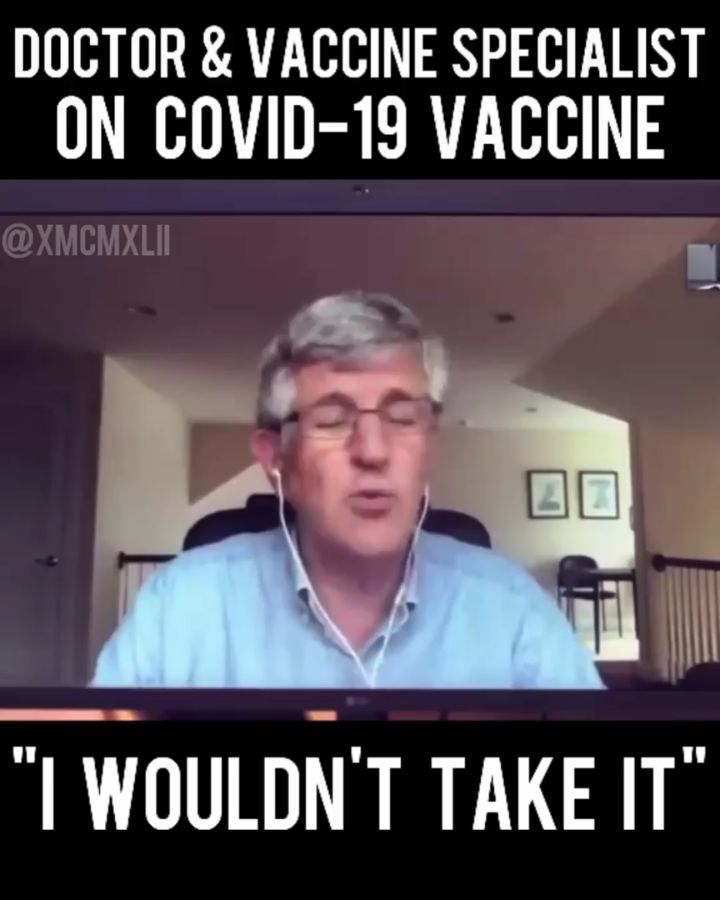 DOCTOR & VACCINE SPECIALIST
ON COVID-19 VACCINE
@XMCMXLII
"I WOULDN'T TAKE IT"